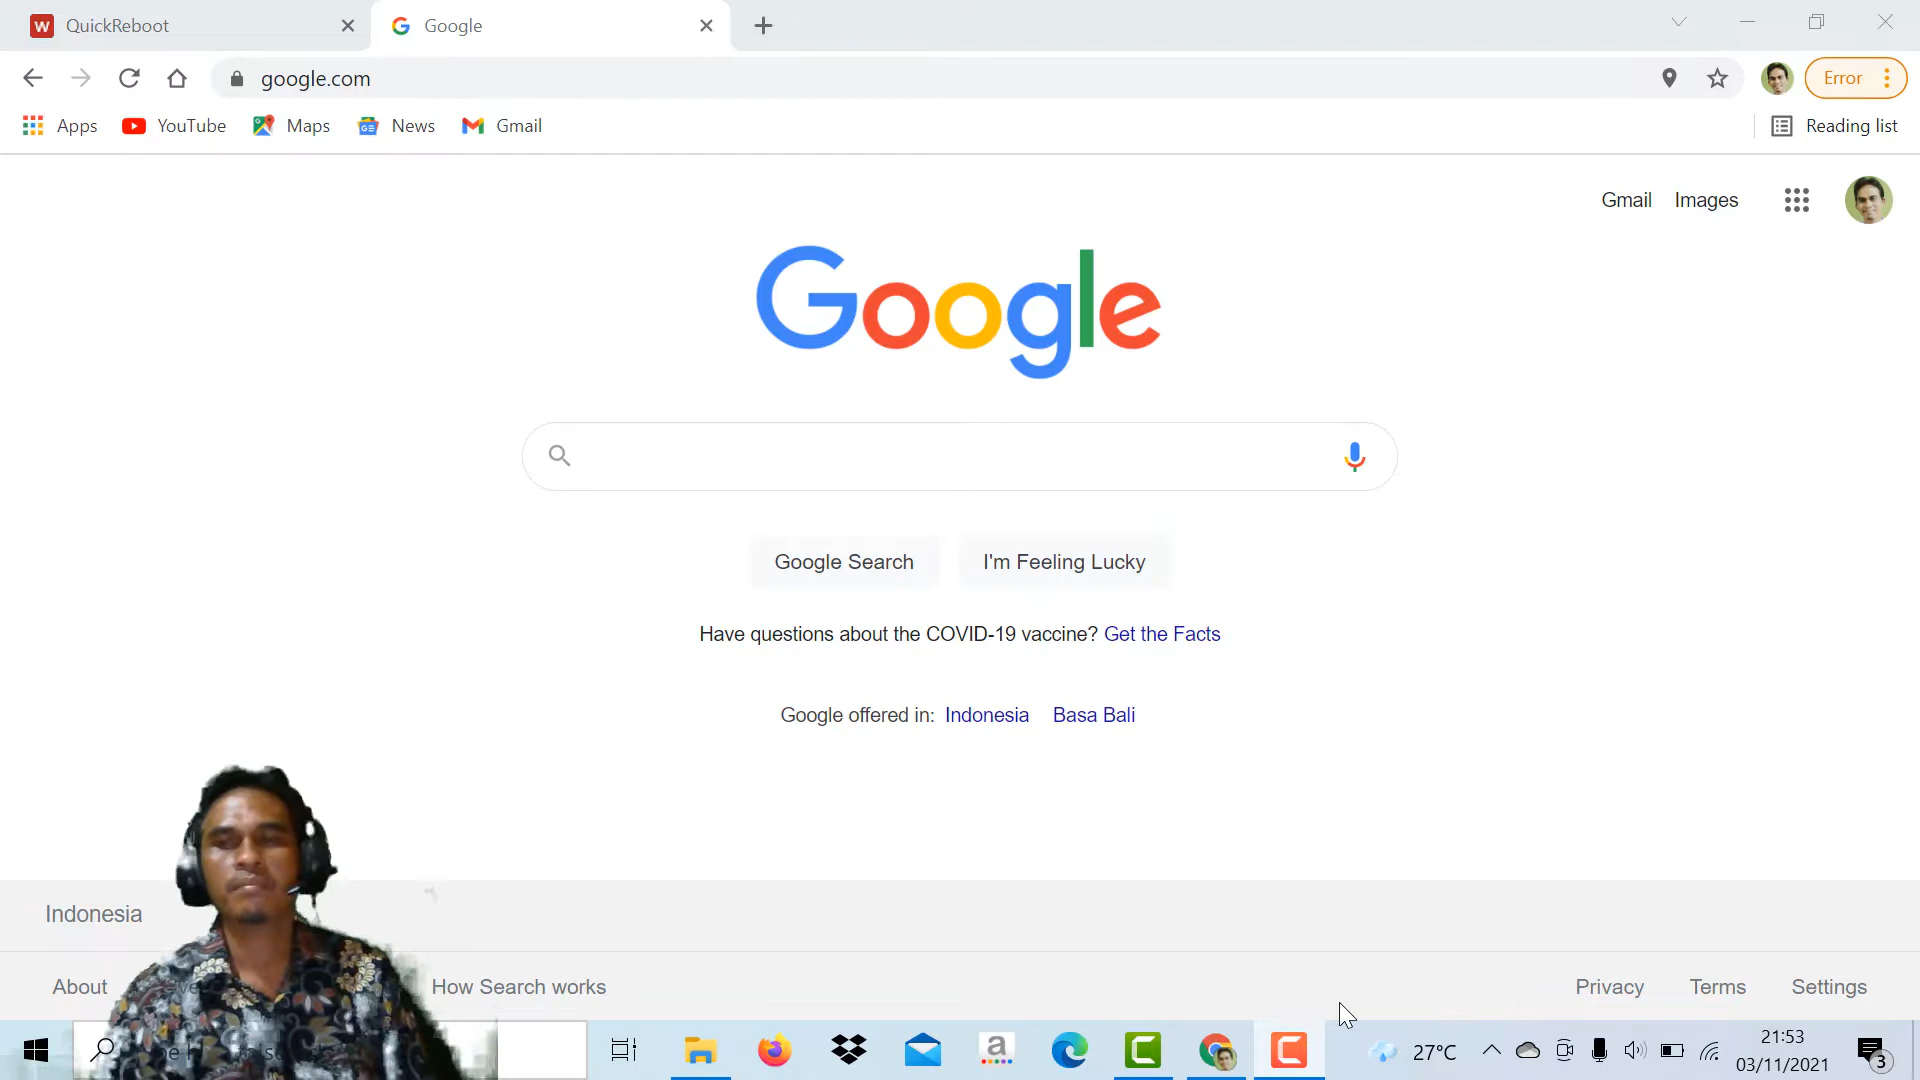 W QuickReboot
Google
google.com
Error
Apps
YouTube
Maps
News
Gmail
Reading list
Gmail Images
Google
Google Search
I'm Feeling Lucky
Have questions about the COVID-19 vaccine? Get the Facts
Google offered in: Indonesia Basa Bali
Indonesia
About
How Search works
Privacy Terms Settings
27°C
21:53
03/11/2021
3